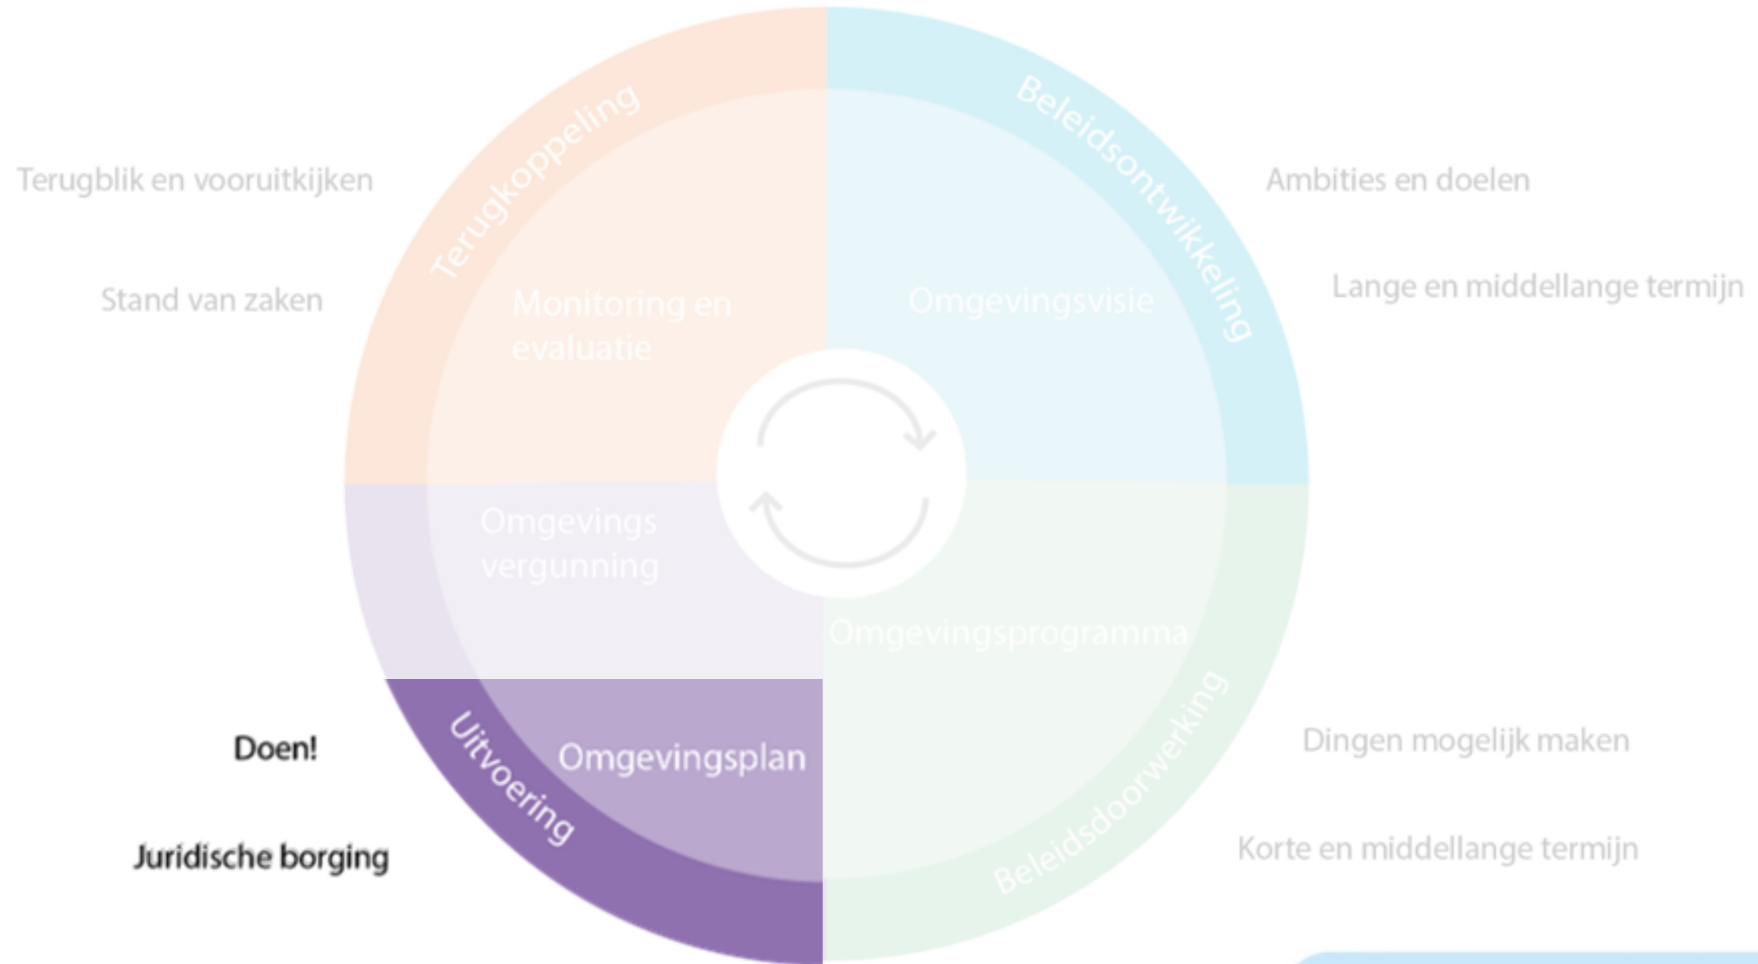 Terugkoppeling
Beleidsontwikkeling
Terugblik en vooruitkijken
Ambities en doelen
Stand van zaken
Lange en middellange termijn
Monitoring en
evaluatie
Omgevingsvisie
Omgevings
vergunning
Omgevingsprogramma
Doen!
Uitvoering
Omgevingsplan
Beleidsdoorwerking
Dingen mogelijk maken
Juridische borging
Korte en middellange termijn